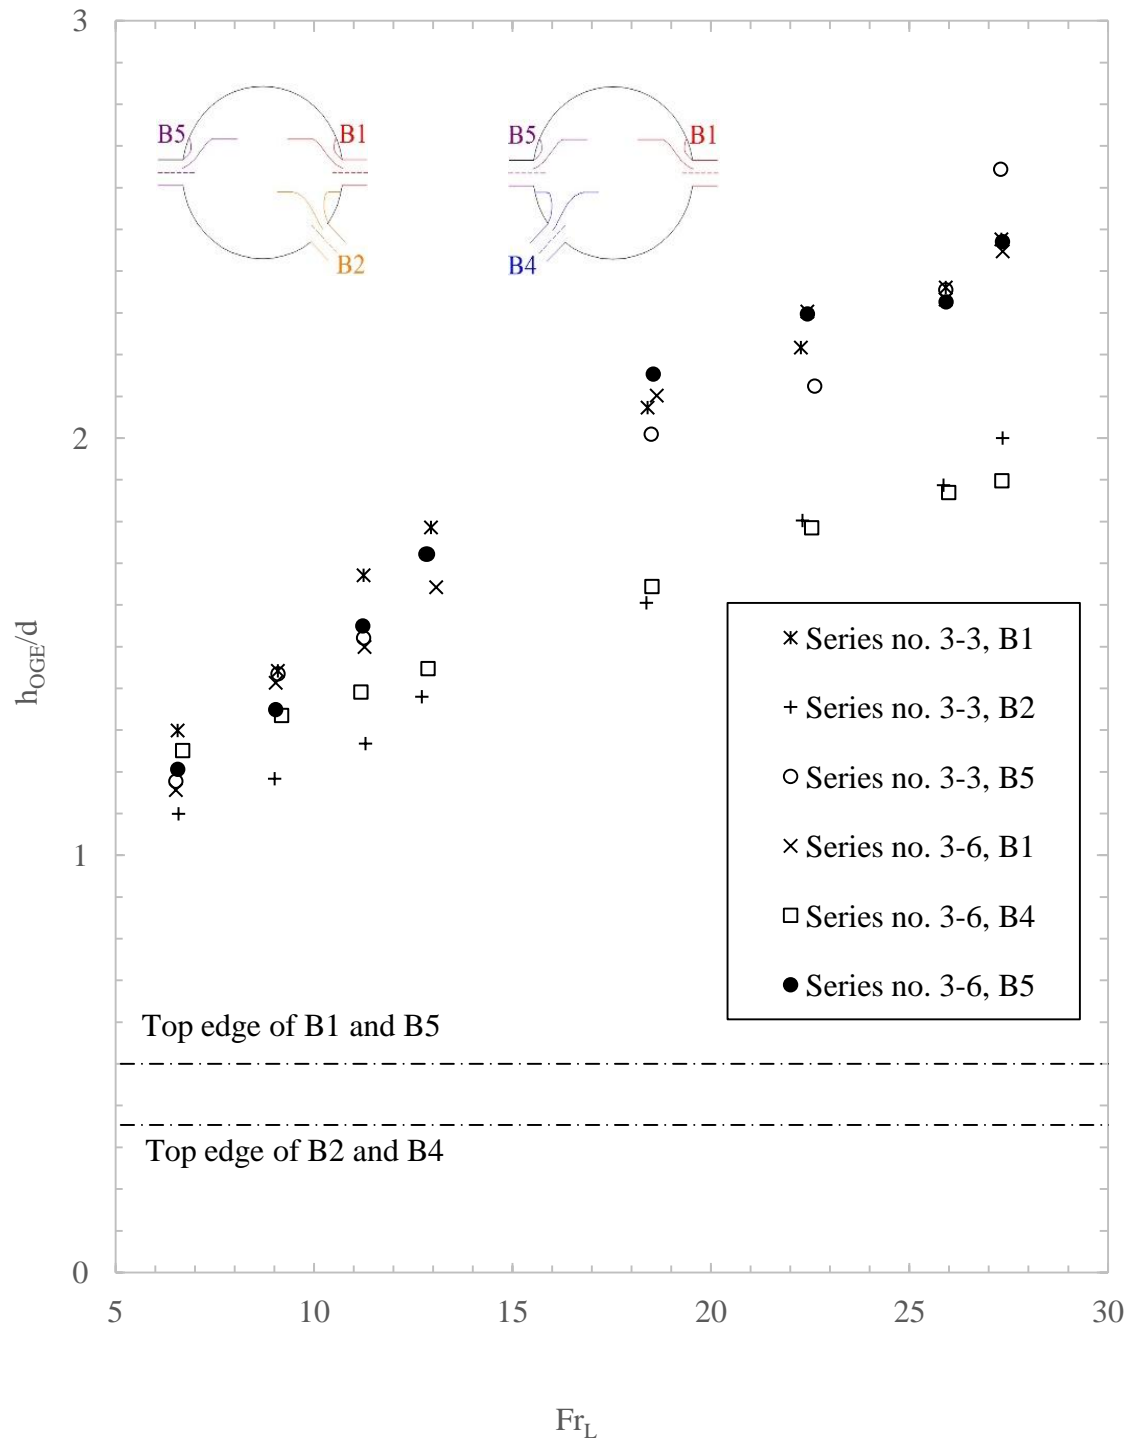 3
B5
B1
B5
B1
B2
B4
2
h_OGE/d
Series no. 3-3, B1
Series no. 3-3, B2
Series no. 3-3, B5
Series no. 3-6, B1
Series no. 3-6, B4
Series no. 3-6, B5
1
Top edge of B1 and B5
Top edge of B2 and B4
0
5 10 15 20 25 30
Fr_L